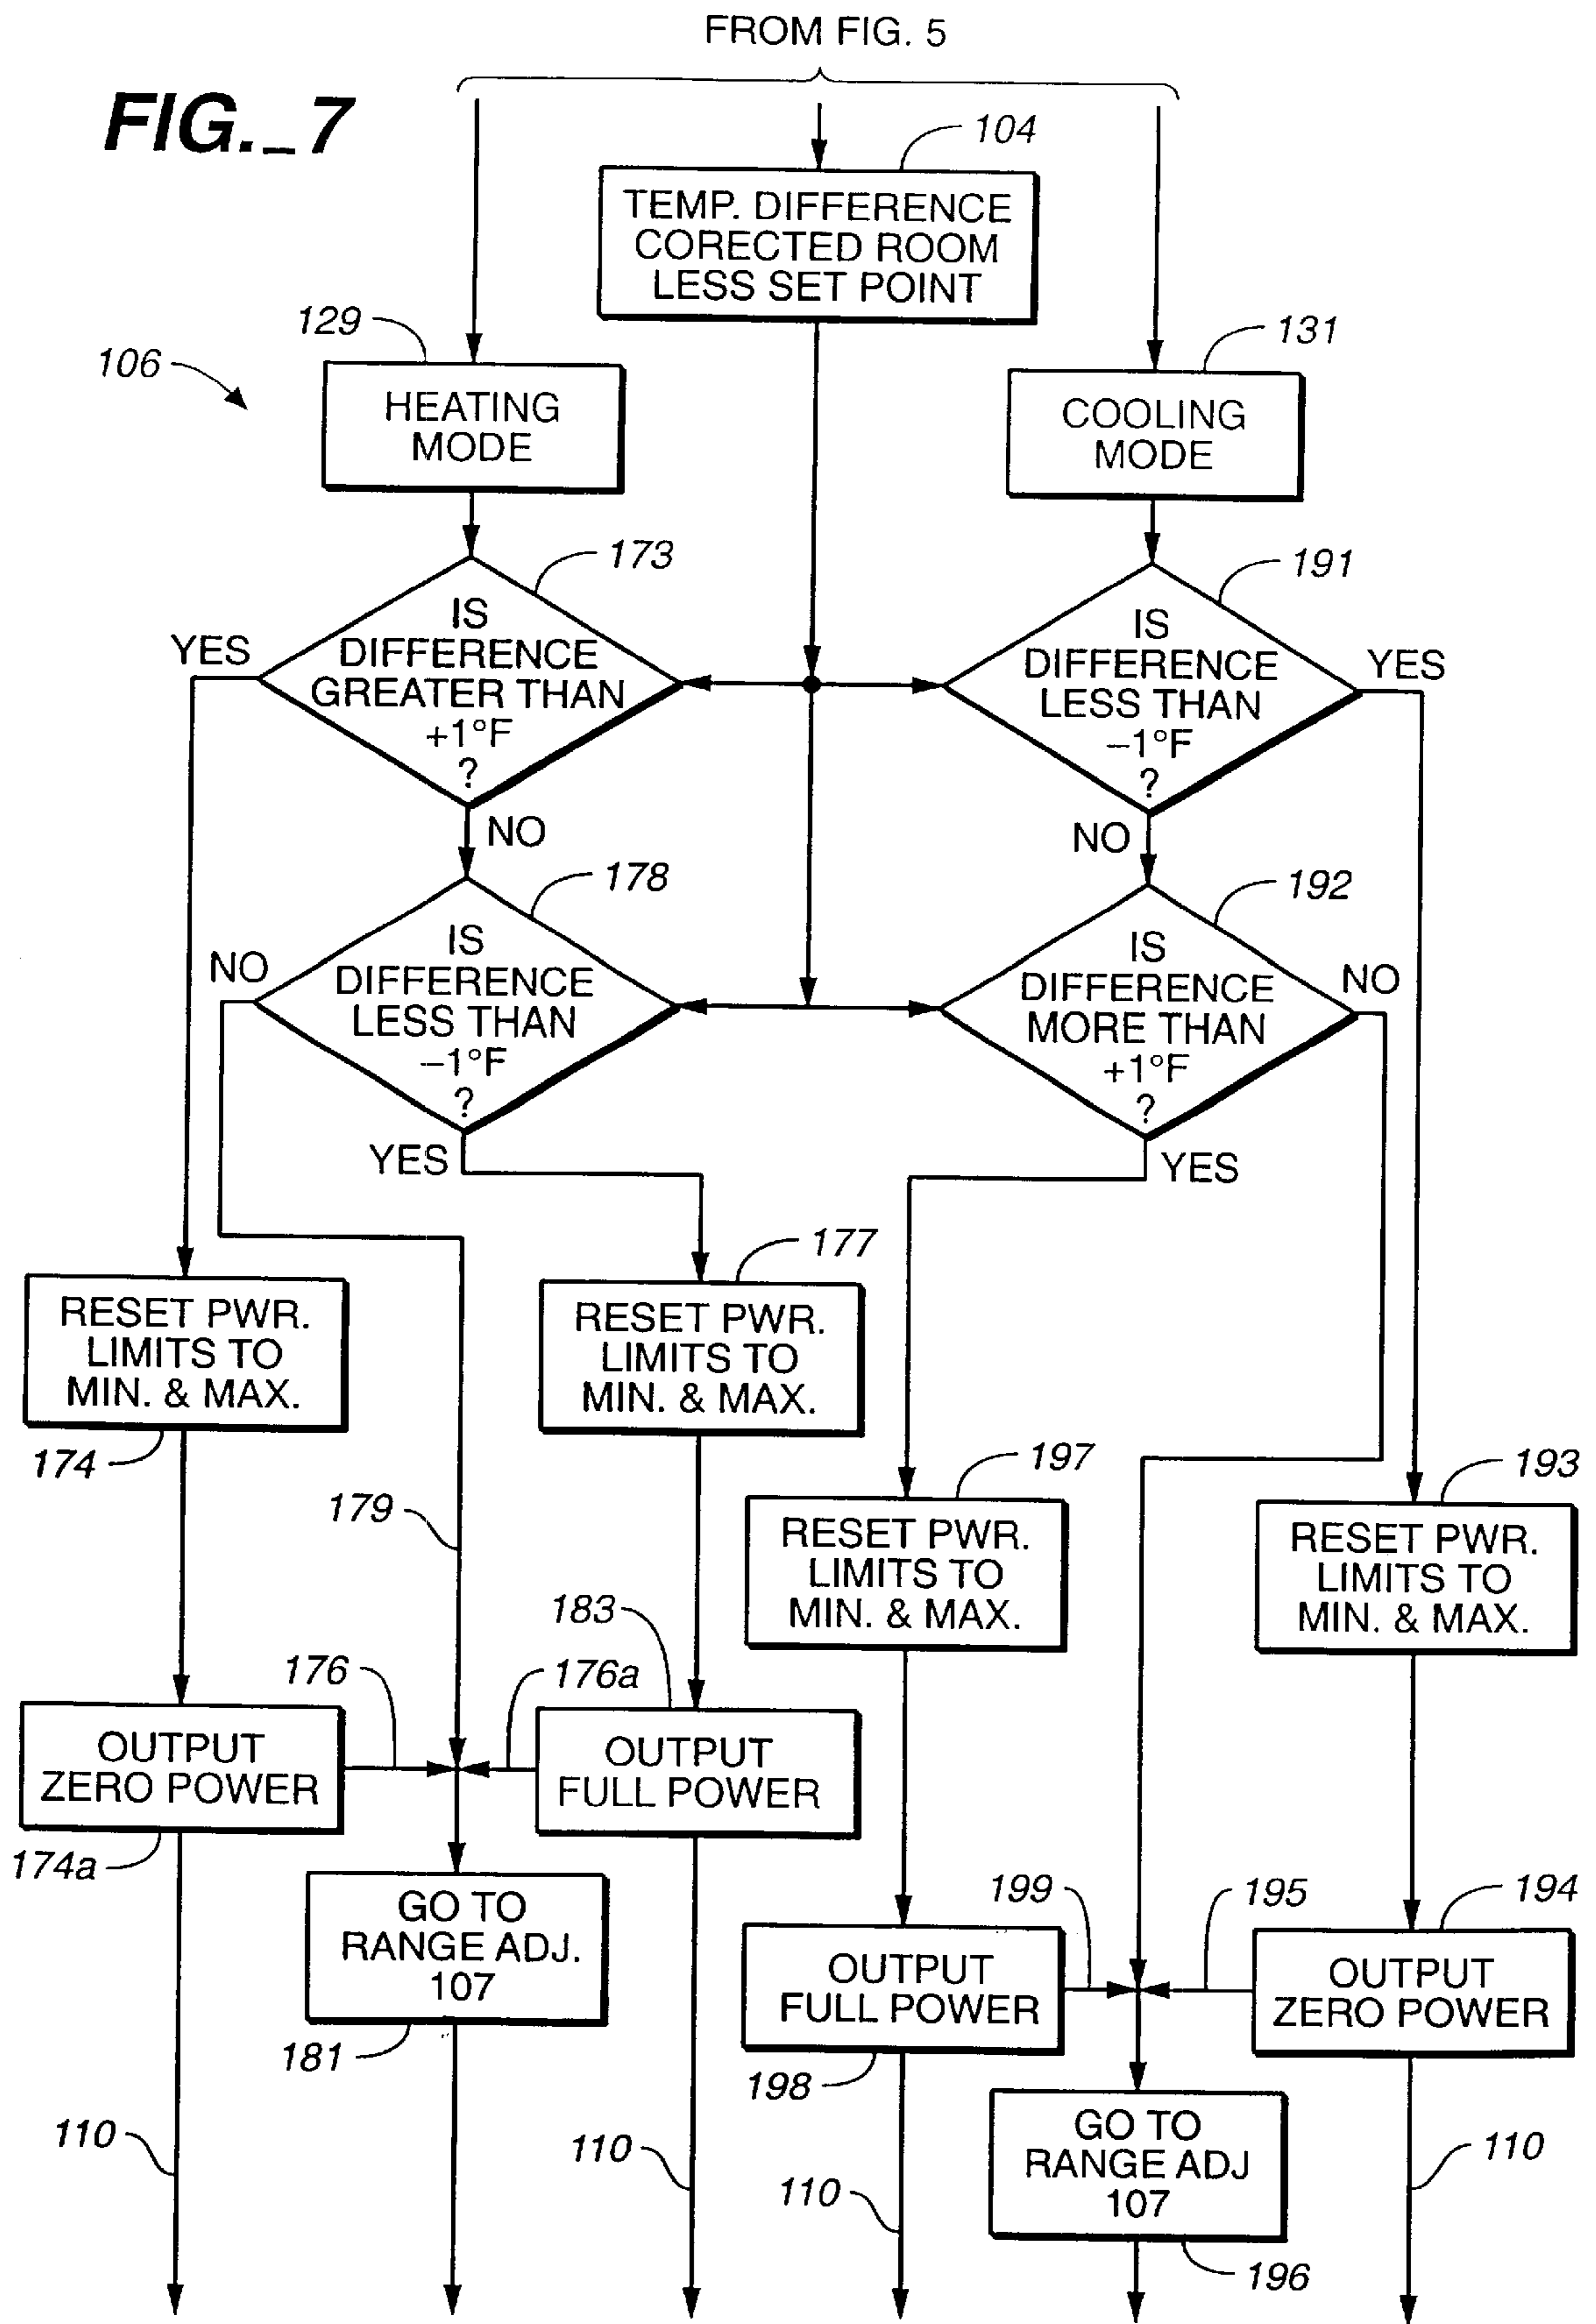 FROM FIG. 5
FIG._7
104
TEMP. DIFFERENCE
CORECTED ROOM
LESS SET POINT
129
106
HEATING
MODE
131
COOLING
MODE
173
YES
IS
DIFFERENCE
GREATER THAN
+1°F
?
NO
191
IS
DIFFERENCE
LESS THAN
–1°F
?
YES
NO
178
NO
IS
DIFFERENCE
LESS THAN
–1°F
?
YES
192
IS
DIFFERENCE
MORE THAN
+1°F
?
NO
YES
RESET PWR.
LIMITS TO
MIN. & MAX.
174
177
RESET PWR.
LIMITS TO
MIN. & MAX.
179
197
RESET PWR.
LIMITS TO
MIN. & MAX.
193
RESET PWR.
LIMITS TO
MIN. & MAX.
176
176a
183
OUTPUT
ZERO POWER
174a
OUTPUT
FULL POWER
GO TO
RANGE ADJ.
107
181
199
195
194
OUTPUT
FULL POWER
198
OUTPUT
ZERO POWER
GO TO
RANGE ADJ
107
196
110
110
110
110